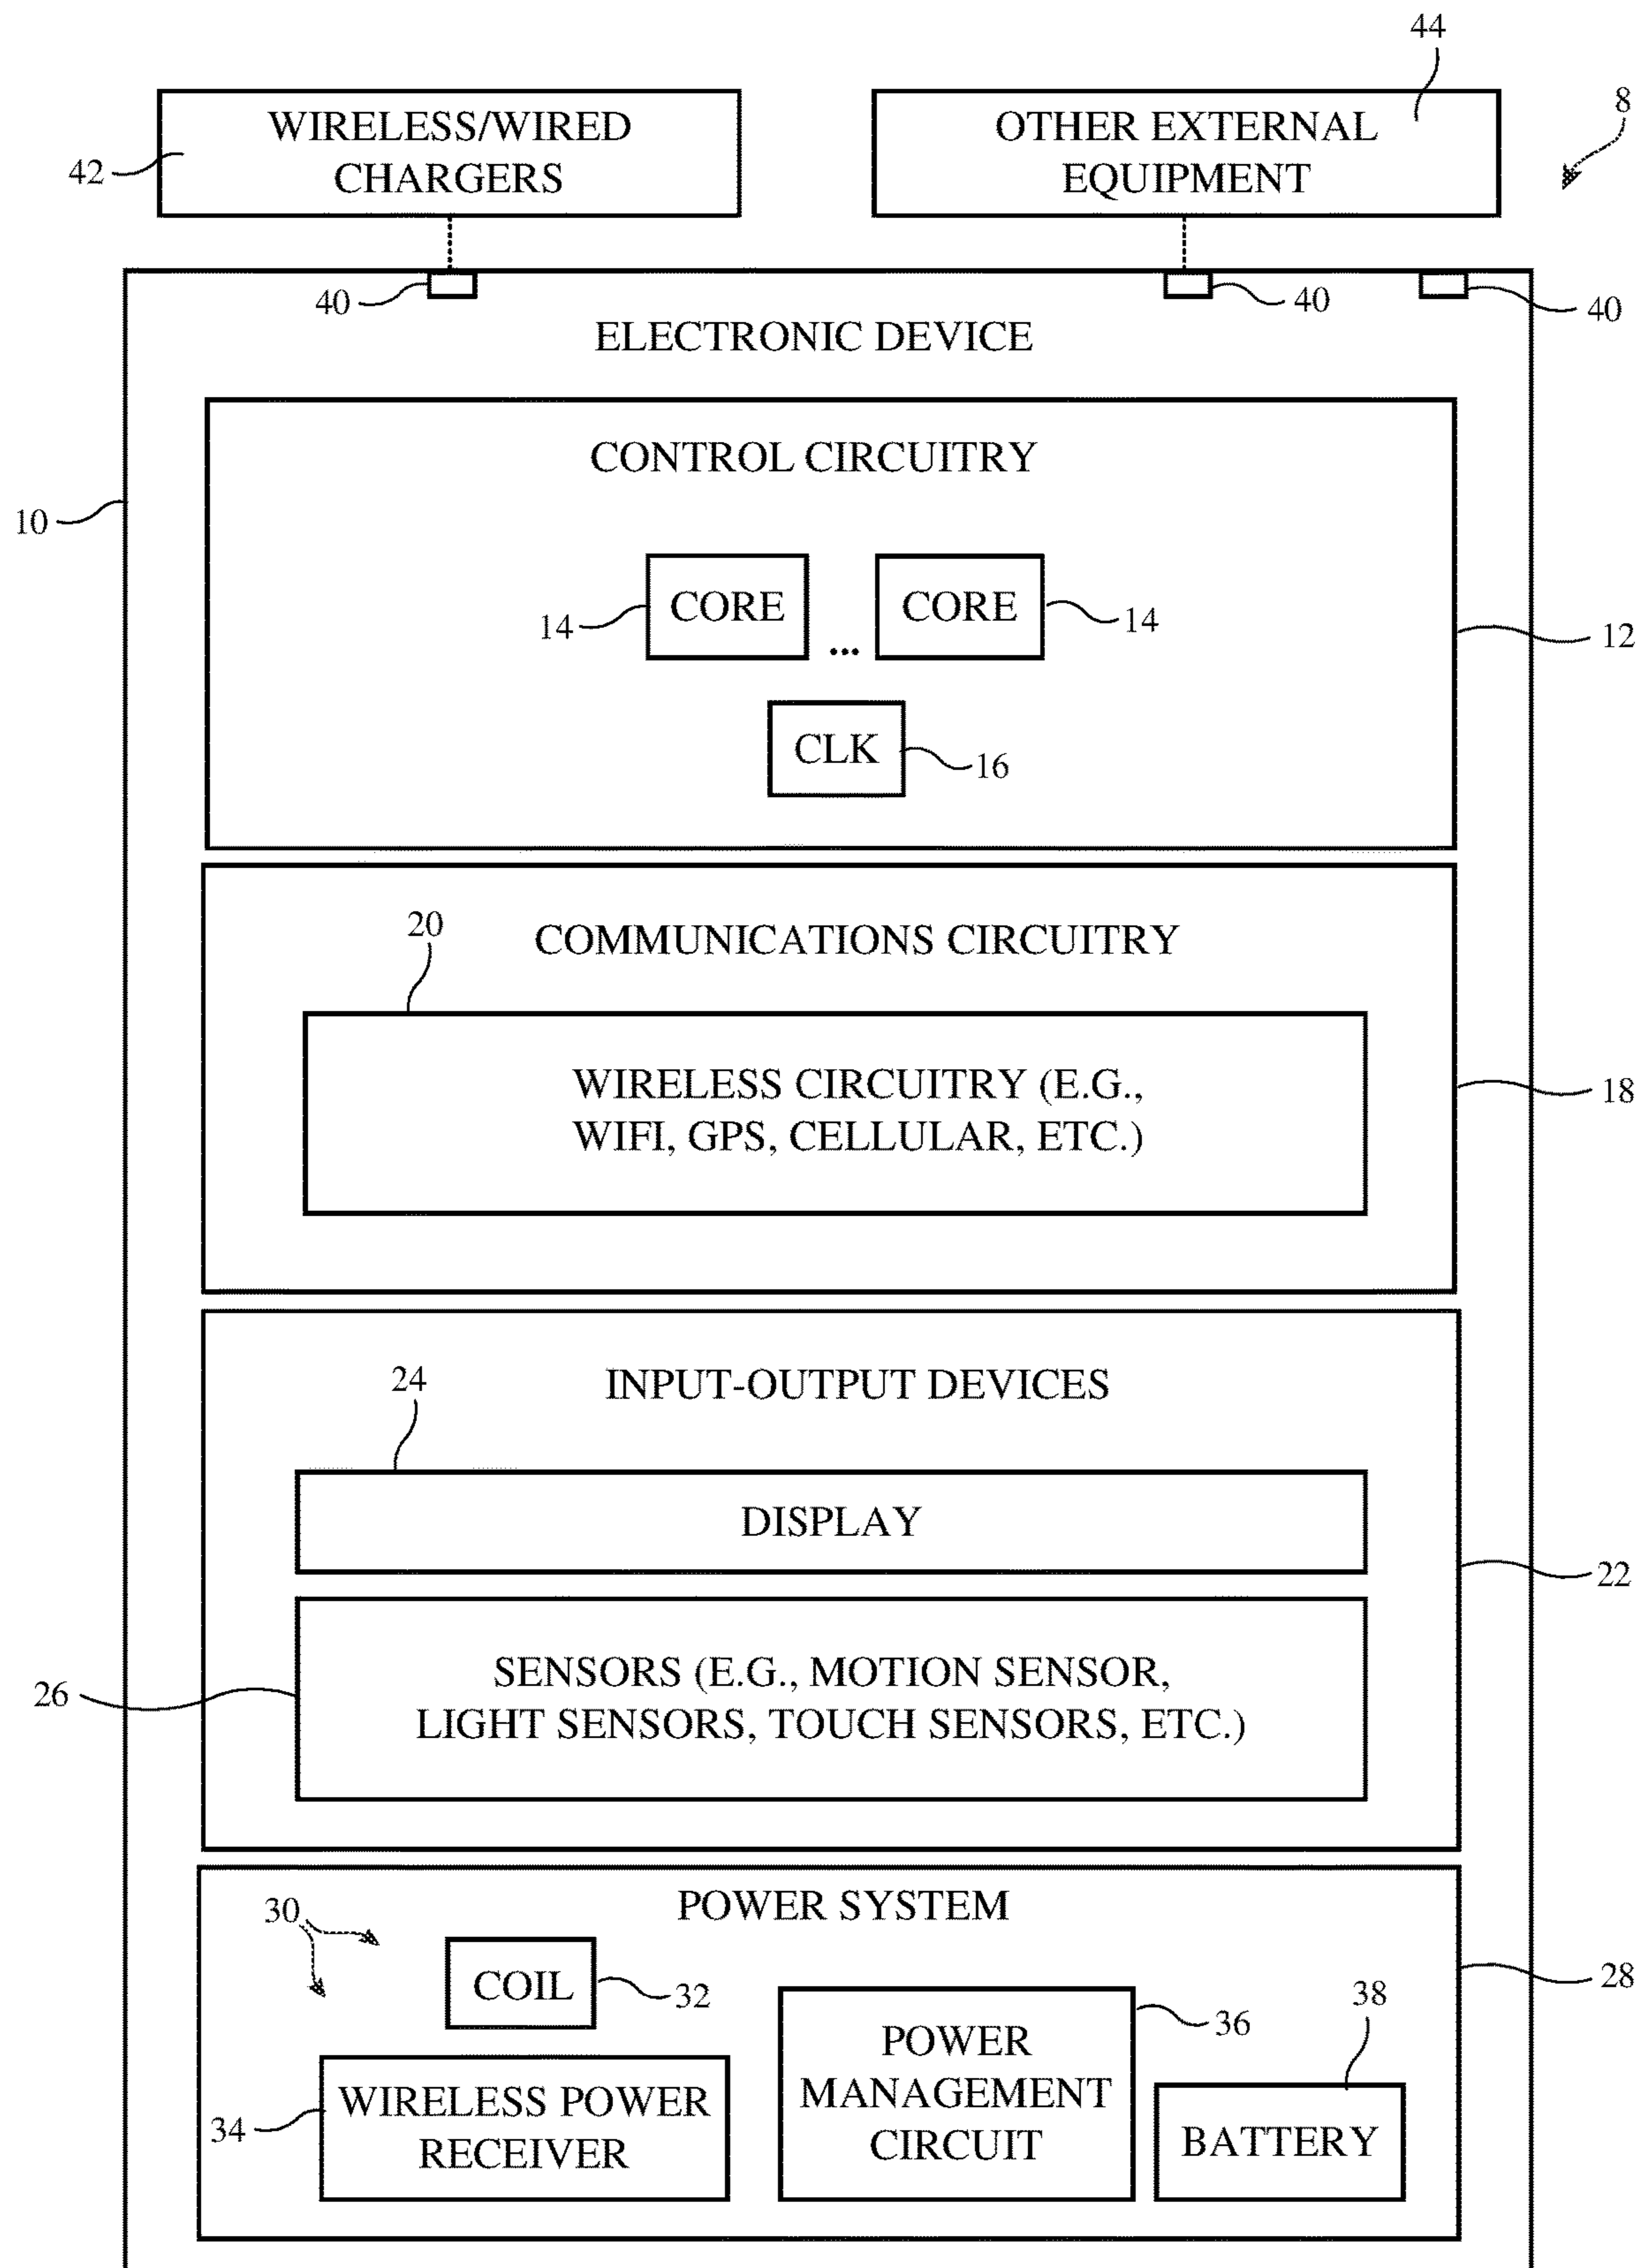 44
8
WIRELESS/WIRED
CHARGERS
42
OTHER EXTERNAL
EQUIPMENT
40
40
40
ELECTRONIC DEVICE
10
CONTROL CIRCUITRY
14
CORE
...
CORE
14
12
CLK
16
20
COMMUNICATIONS CIRCUITRY
WIRELESS CIRCUITRY (E.G.,
WIFI, GPS, CELLULAR, ETC.)
18
24
INPUT-OUTPUT DEVICES
DISPLAY
22
26
SENSORS (E.G., MOTION SENSOR,
LIGHT SENSORS, TOUCH SENSORS, ETC.)
POWER SYSTEM
30
COIL
32
28
38
36
POWER
MANAGEMENT
CIRCUIT
34
WIRELESS POWER
RECEIVER
BATTERY